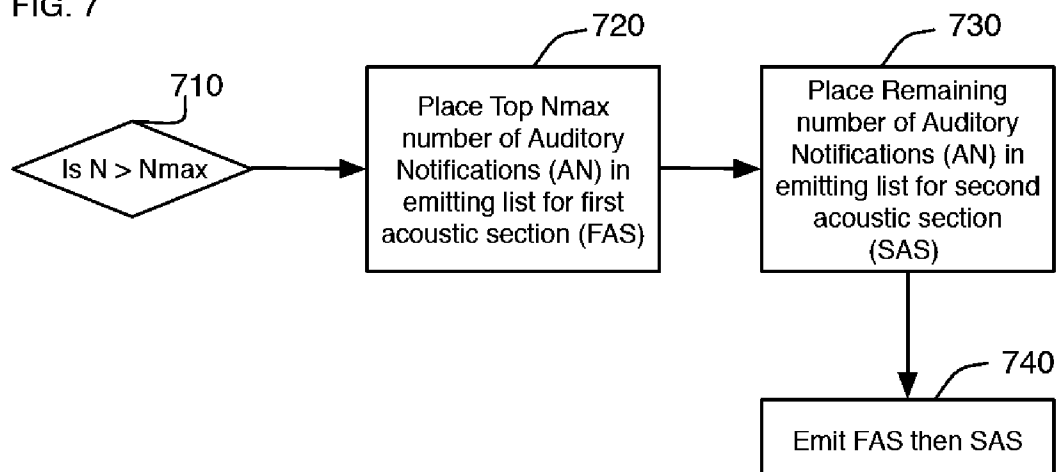 FIG. 7
710
Is N > Nmax
720
Place Top Nmax
number of Auditory
Notifications (AN) in
emitting list for first
acoustic section (FAS)
730
Place Remaining
number of Auditory
Notifications (AN) in
emitting list for second
acoustic section
(SAS)
740
Emit FAS then SAS